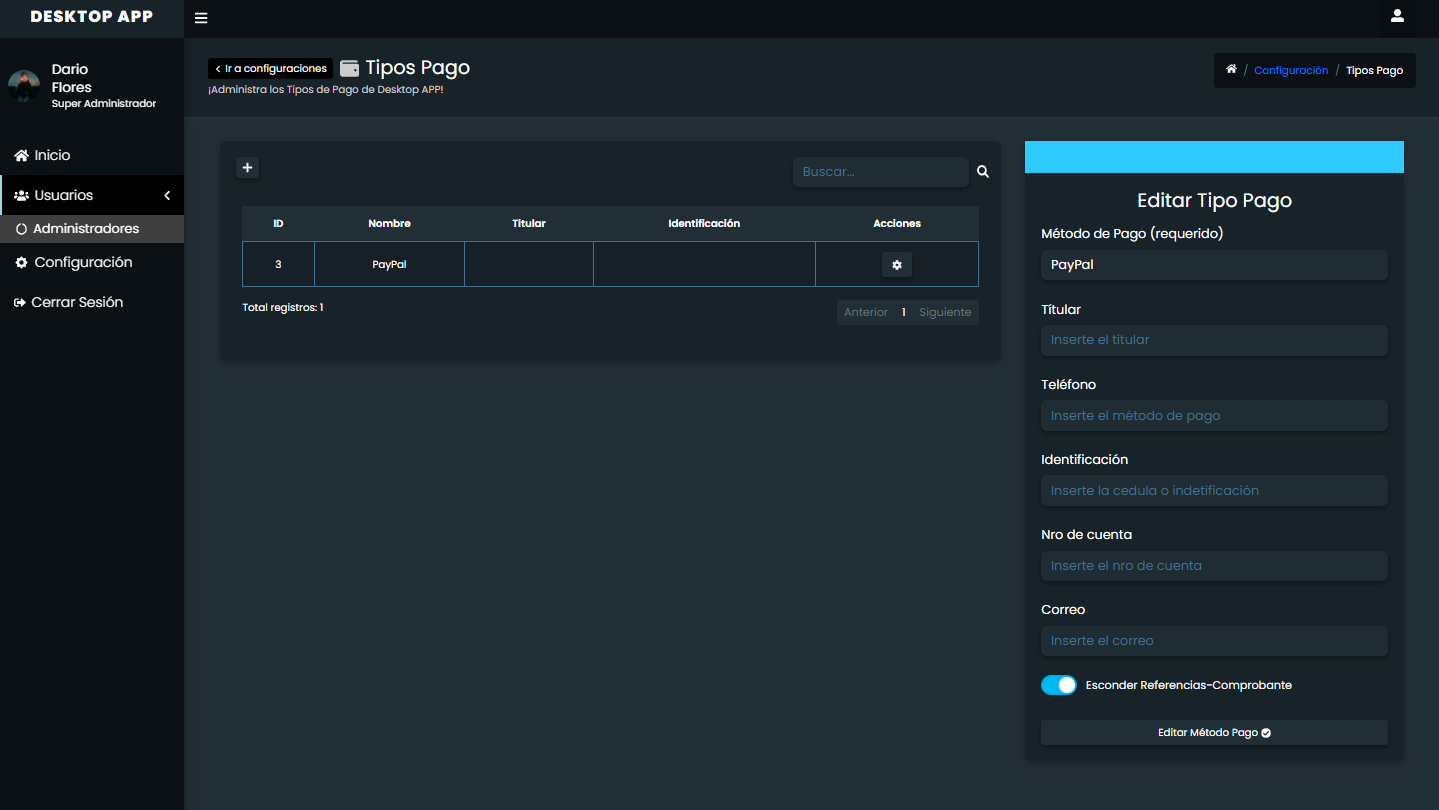 DESKTOP APP
Dario
Flores
Super Administrador
Inicio
Usuarios
Administradores
Configuración
Cerrar Sesión
Ir a configuraciones
Tipos Pago
¡Administra los Tipos de Pago de Desktop APP!
/ Configuración / Tipos Pago
Buscar...
ID Nombre Titular Identificación Acciones
3 PayPal
Total registros: 1
Anterior 1 Siguiente
Editar Tipo Pago
Método de Pago (requerido)
PayPal
Títular
Inserte el titular
Teléfono
Inserte el método de pago
Identificación
Inserte la cedula o indetificación
Nro de cuenta
Inserte el nro de cuenta
Correo
Inserte el correo
Esconder Referencias-Comprobante
Editar Método Pago